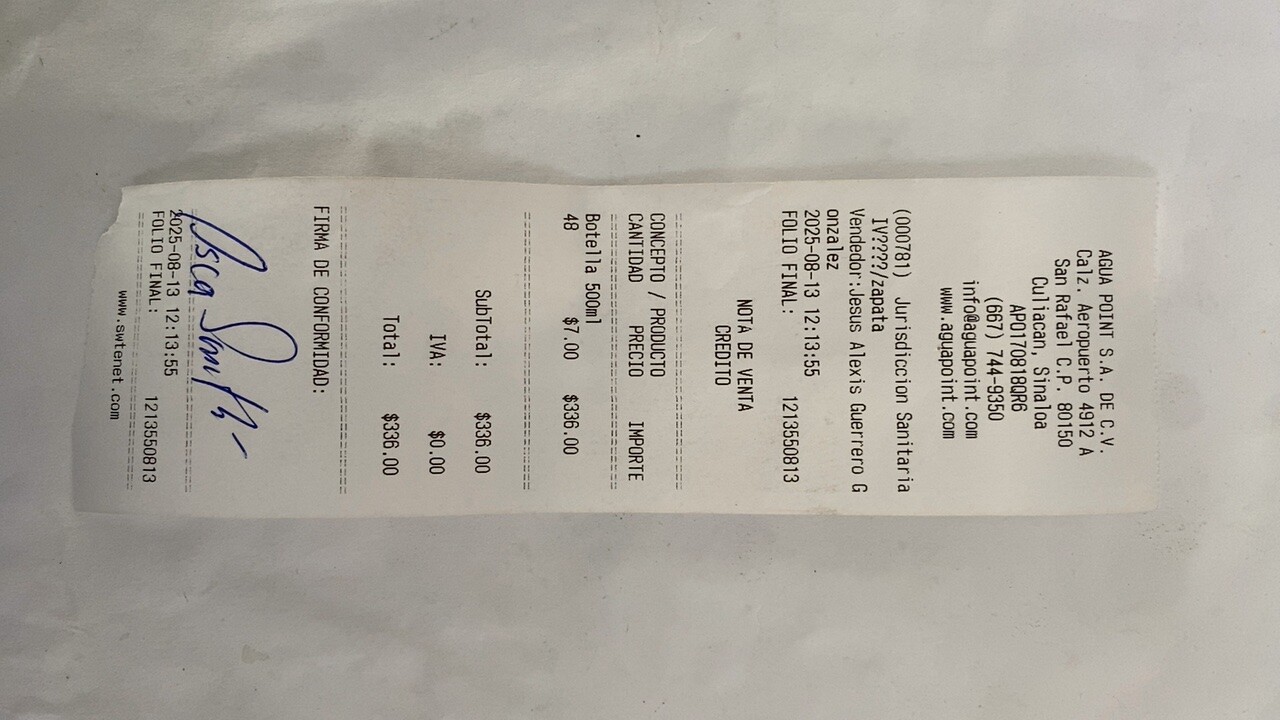 AGUA POINT S.A. DE C.V.
Calz. Aeropuerto 4912 A
San Rafael C.P. 80150
Culiacan, Sinaloa
APO170818QR6
(667) 744-9350
info@aguapoint.com
www.aguapoint.com
(000781) Jurisdiccion Sanitaria
IV????/zapata
Vendedor:Jesus Alexis Guerrero G
onzalez
2025-08-13 12:13:55
FOLIO FINAL: 1213550813
NOTA DE VENTA
CREDITO
CONCEPTO / PRODUCTO
CANTIDAD PRECIO IMPORTE
Botella 500ml
48 $7.00 $336.00
SubTotal: $336.00
IVA: $0.00
Total: $336.00
FIRMA DE CONFORMIDAD:
2025-08-13 12:13:55
FOLIO FINAL: 1213550813
www.swtenet.com